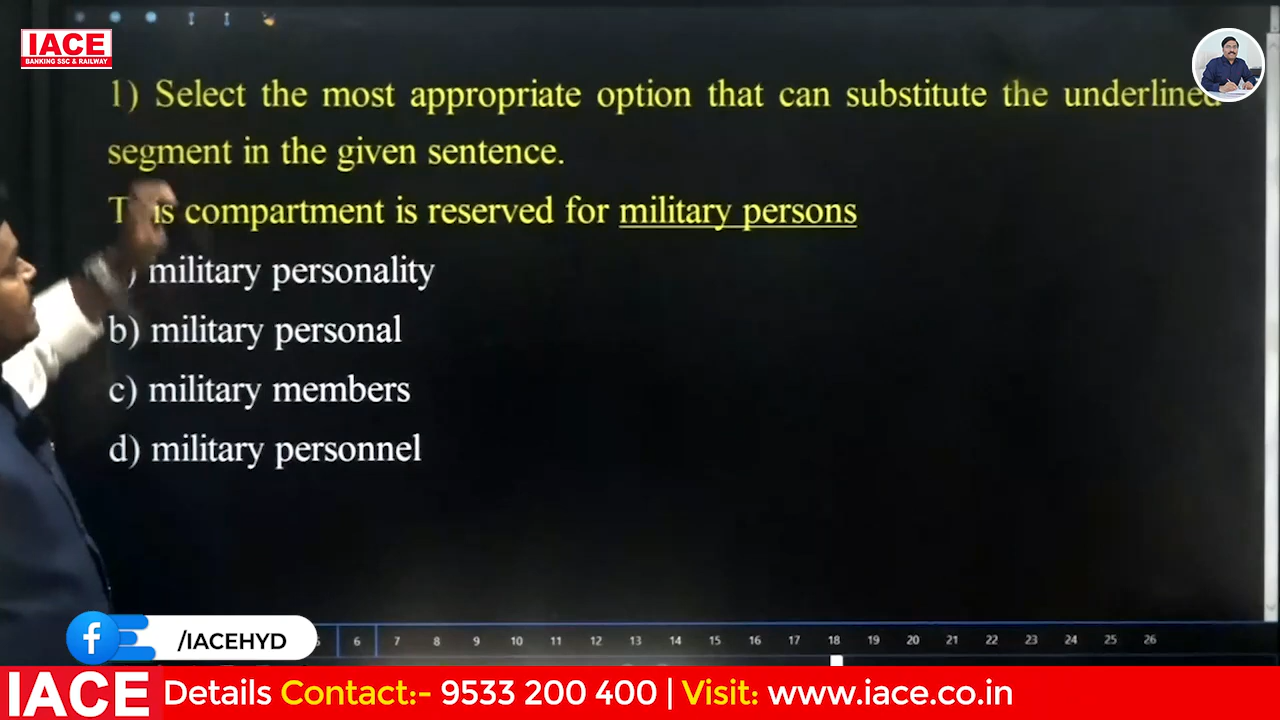 IACE
BANKING SSC & RAILWAY
1) Select the most appropriate option that can substitute the underlined
segment in the given sentence.
is compartment is reserved for military persons
) military personality
b) military personal
c) military members
d) military personnel
/IACEHYD
6 7 8 9 10 11 12 13 14 15 16 17 18 19 20 21 22 23 24 25 26
IACE Details Contact:- 9533 200 400 | Visit: www.iace.co.in